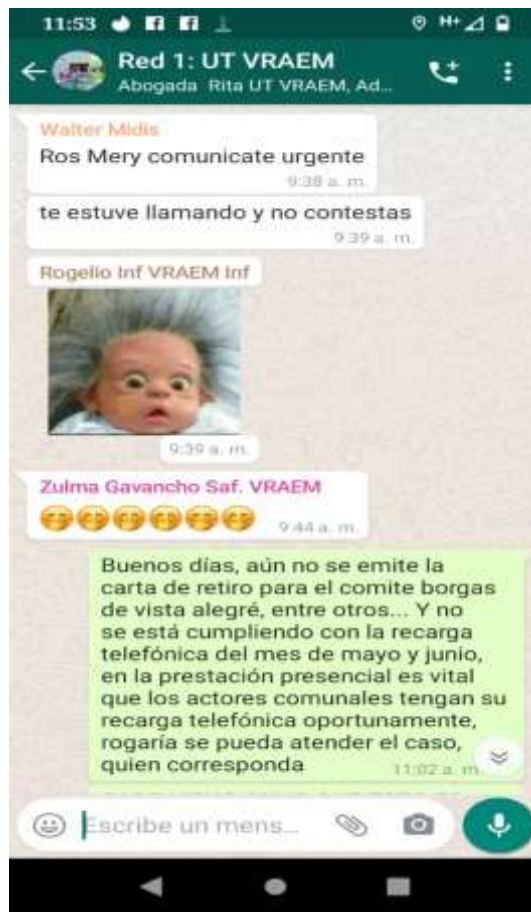 11:53
H+
Red 1: UT VRAEM
Abogada Rita UT VRAEM, Ad...
Walter Midis
Ros Mery comunicate urgente
9:38 a. m.
te estuve llamando y no contestas
9:39 a. m.
Rogelio Inf VRAEM Inf
9:39 a. m.
Zulma Gavancho Saf. VRAEM
9:44 a. m.
Buenos días, aún no se emite la
carta de retiro para el comite borgas
de vista alegré, entre otros... Y no
se está cumpliendo con la recarga
telefónica del mes de mayo y junio,
en la prestación presencial es vital
que los actores comunales tengan su
recarga telefónica oportunamente,
rogaría se pueda atender el caso,
quien corresponda
11:02 a. m.
Escribe un mens...